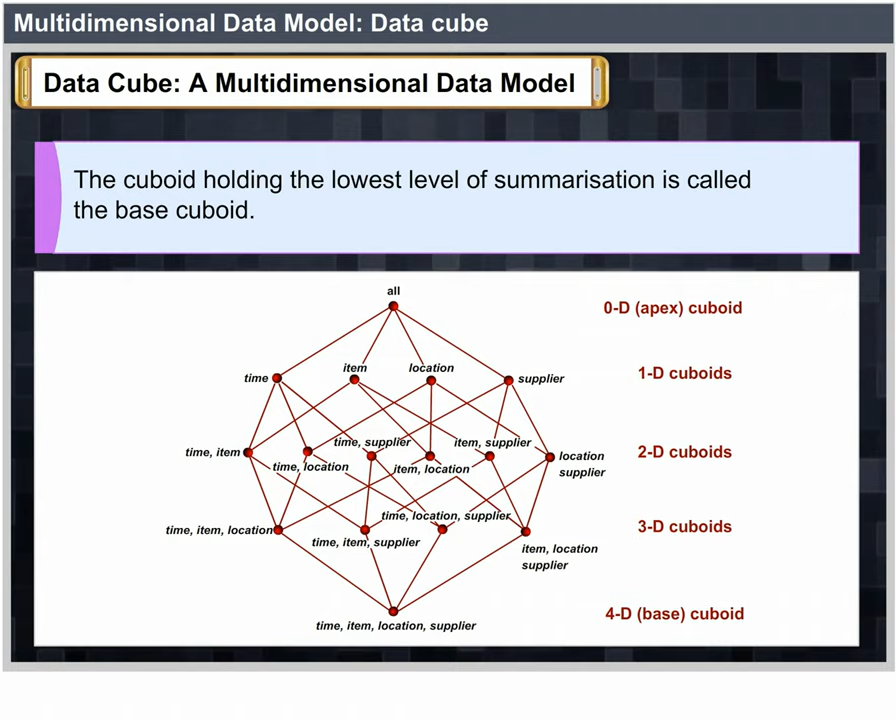 Multidimensional Data Model: Data cube
Data Cube: A Multidimensional Data Model
The cuboid holding the lowest level of summarisation is called
the base cuboid.
all
0-D (apex) cuboid
time
item
location
supplier
1-D cuboids
time, item
time, location
time, supplier
item, location
item, supplier
location
supplier
2-D cuboids
time, item, location
time, item, supplier
time, location, supplier
item, location
supplier
3-D cuboids
time, item, location, supplier
4-D (base) cuboid